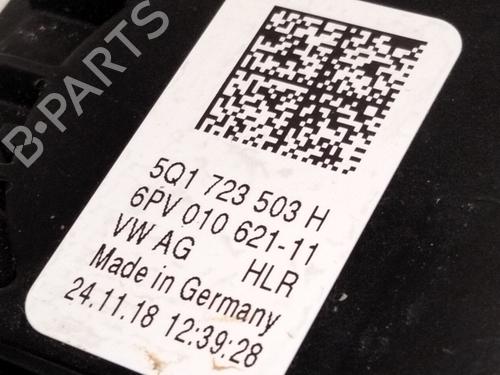 B·PARTS
5Q1 723 503 H
6PV 010 621-11
VW AG HLR
Made in Germany
24.11.18 12:39:28